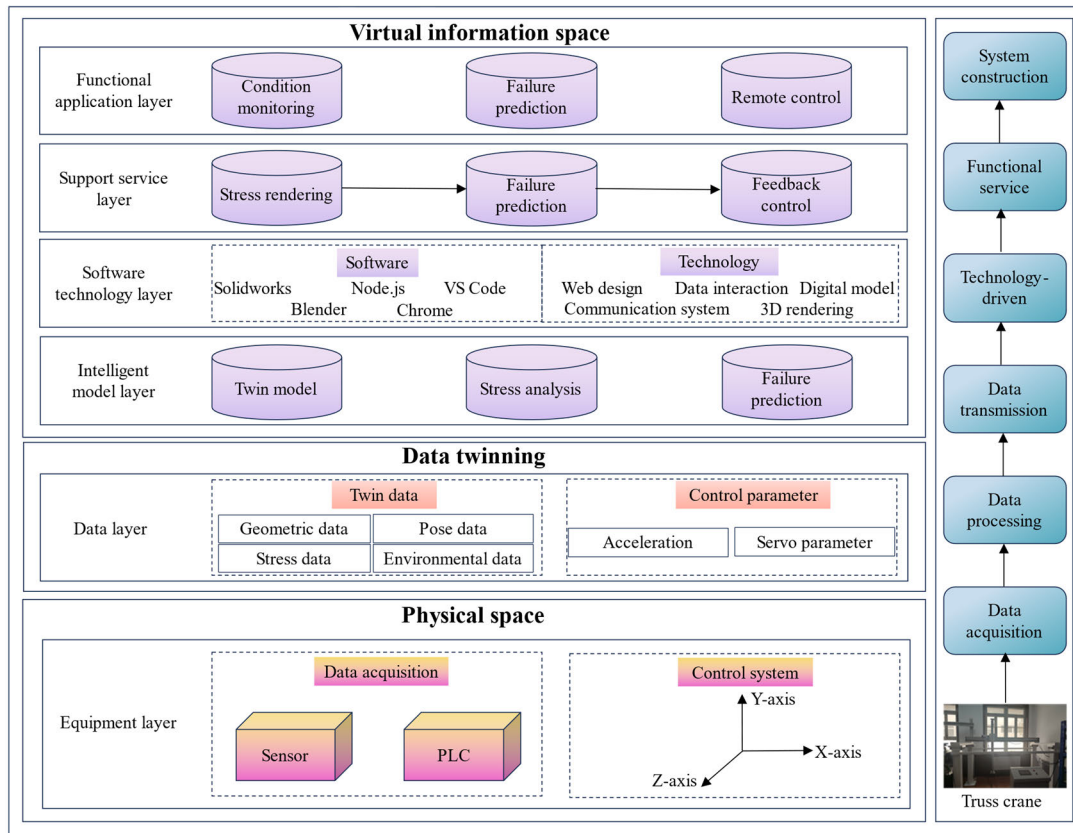 Virtual information space
Functional
application layer
Condition
monitoring
Failure
prediction
Remote control
Support service
layer
Stress rendering
Failure
prediction
Feedback
control
Software
technology layer
Software
Solidworks
Node.js
VS Code
Blender
Chrome
Technology
Web design
Data interaction
Digital model
Communication system
3D rendering
Intelligent
model layer
Twin model
Stress analysis
Failure
prediction
Data twinning
Data layer
Twin data
Geometric data
Pose data
Stress data
Environmental data
Control parameter
Acceleration
Servo parameter
Physical space
Equipment layer
Data acquisition
Sensor
PLC
Control system
Y-axis
X-axis
Z-axis
System
construction
Functional
service
Technology-
driven
Data
transmission
Data
processing
Data
acquisition
Truss crane